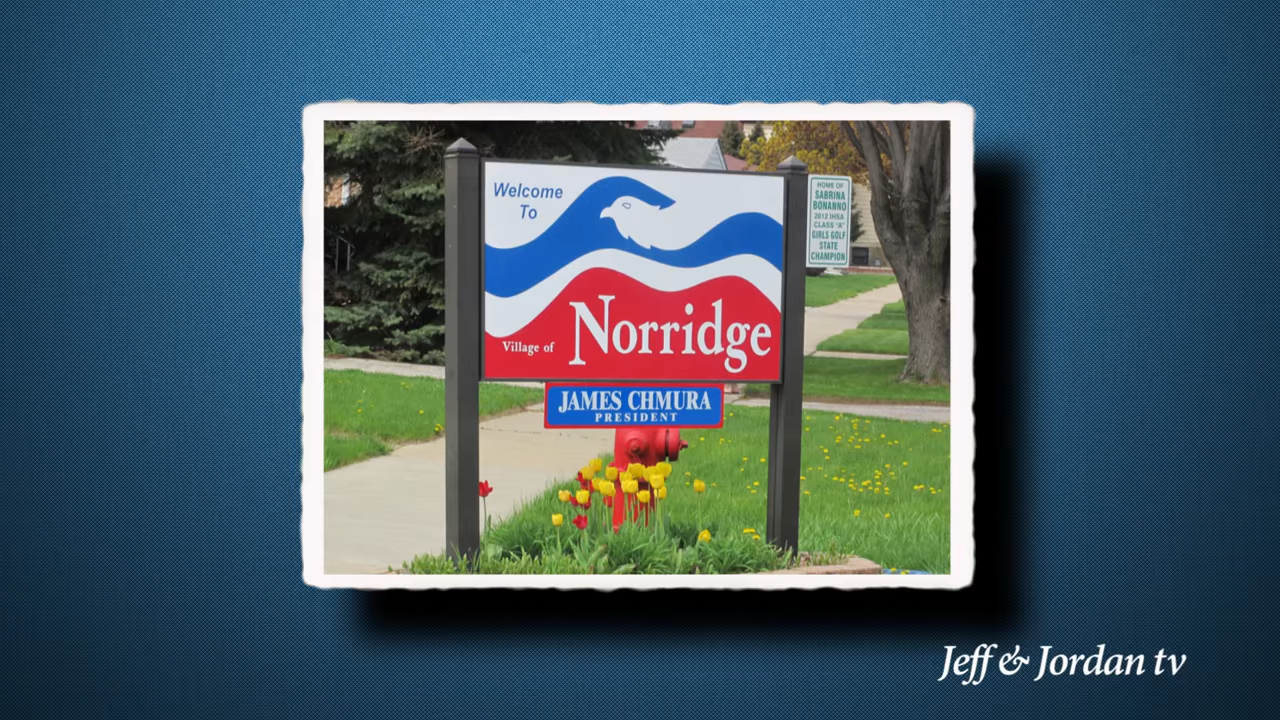 Welcome
To
Village of Norridge
JAMES CHMURA
PRESIDENT
HOME OF
SABRINA
BONANNO
2012 IHSA
CLASS "A"
GIRLS GOLF
STATE
CHAMPION
Jeff & Jordan tv